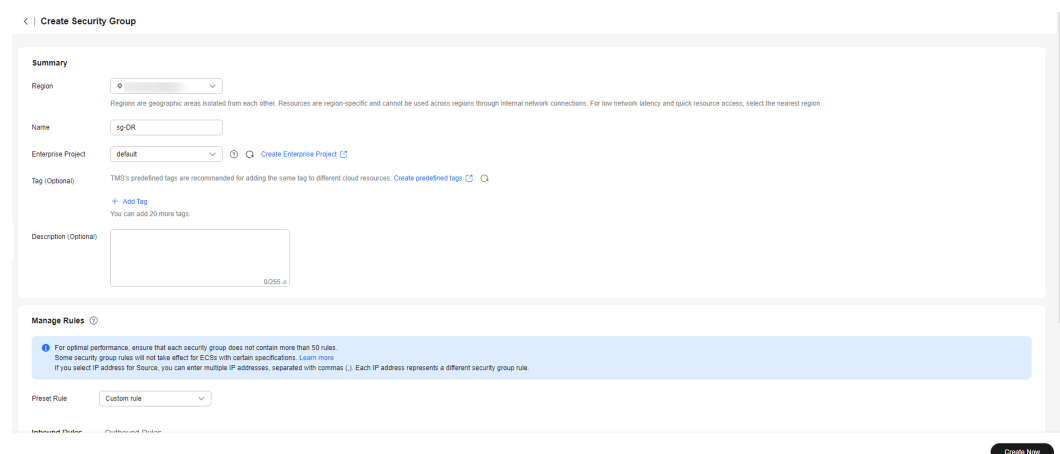 < | Create Security Group
Summary
Region
Regions are geographic areas isolated from each other. Resources are region-specific and cannot be used across regions through internal network connections. For low network latency and quick resource access, select the nearest region.
Name sg-DR
Enterprise Project default Create Enterprise Project
Tag (Optional) TMS's predefined tags are recommended for adding the same tag to different cloud resources. Create predefined tags
+ Add Tag
You can add 20 more tags.
Description (Optional)
0/255
Manage Rules
For optimal performance, ensure that each security group does not contain more than 50 rules.
Some security group rules will not take effect for ECSs with certain specifications. Learn more
If you select IP address for Source, you can enter multiple IP addresses, separated with commas (,). Each IP address represents a different security group rule.
Preset Rule Custom rule
Inbound Rules Outbound Rules
Create Now